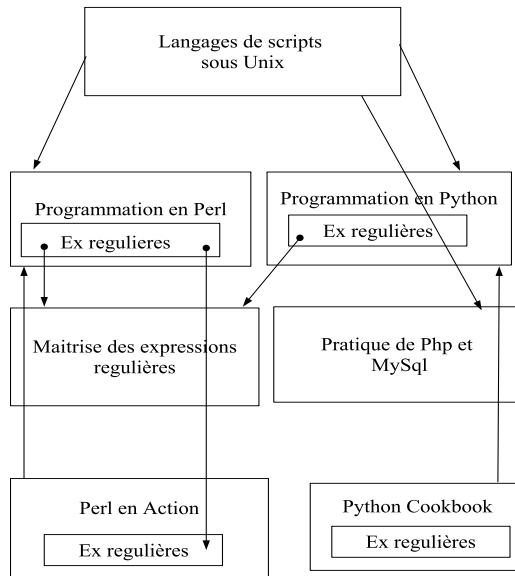 Langages de scripts
sous Unix
Programmation en Perl
Ex regulieres
Programmation en Python
Ex regulières
Maitrise des expressions
regulières
Pratique de Php et
MySql
Perl en Action
Ex regulières
Python Cookbook
Ex regulières